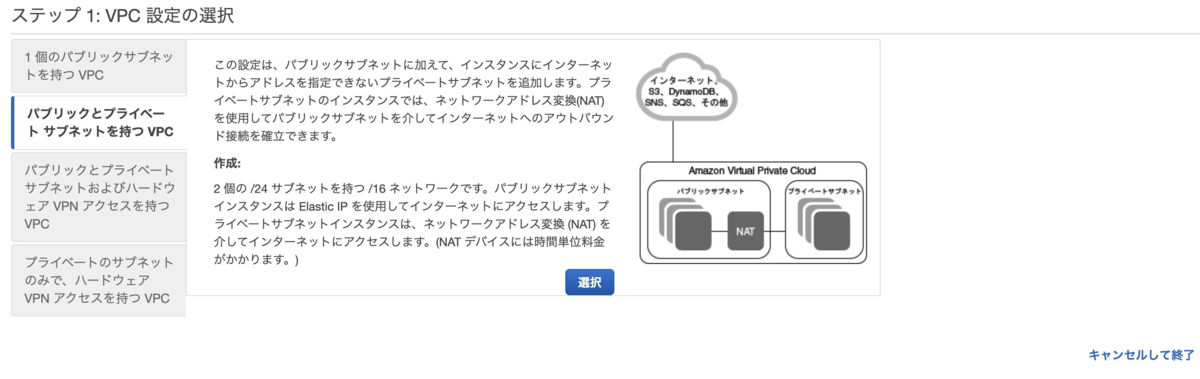 ステップ 1: VPC 設定の選択
1 個のパブリックサブネッ
トを持つ VPC
パブリックとプライベー
ト サブネットを持つ VPC
パブリックとプライベート
サブネットおよびハードウ
ェア VPN アクセスを持つ
VPC
プライベートのサブネット
のみで、ハードウェア
VPN アクセスを持つ VPC
この設定は、パブリックサブネットに加えて、インスタンスにインターネッ
トからアドレスを指定できないプライベートサブネットを追加します。プラ
イベートサブネットのインスタンスでは、ネットワークアドレス変換(NAT)
を使用してパブリックサブネットを介してインターネットへのアウトバウン
ド接続を確立できます。
作成:
2 個の /24 サブネットを持つ /16 ネットワークです。パブリックサブネット
インスタンスは Elastic IP を使用してインターネットにアクセスします。プ
ライベートサブネットインスタンスは、ネットワークアドレス変換 (NAT) を
介してインターネットにアクセスします。(NAT デバイスには時間単位料金
がかかります。)
選択
インターネット、
S3、DynamoDB、
SNS、SQS、その他
Amazon Virtual Private Cloud
パブリックサブネット
プライベートサブネット
NAT
キャンセルして終了